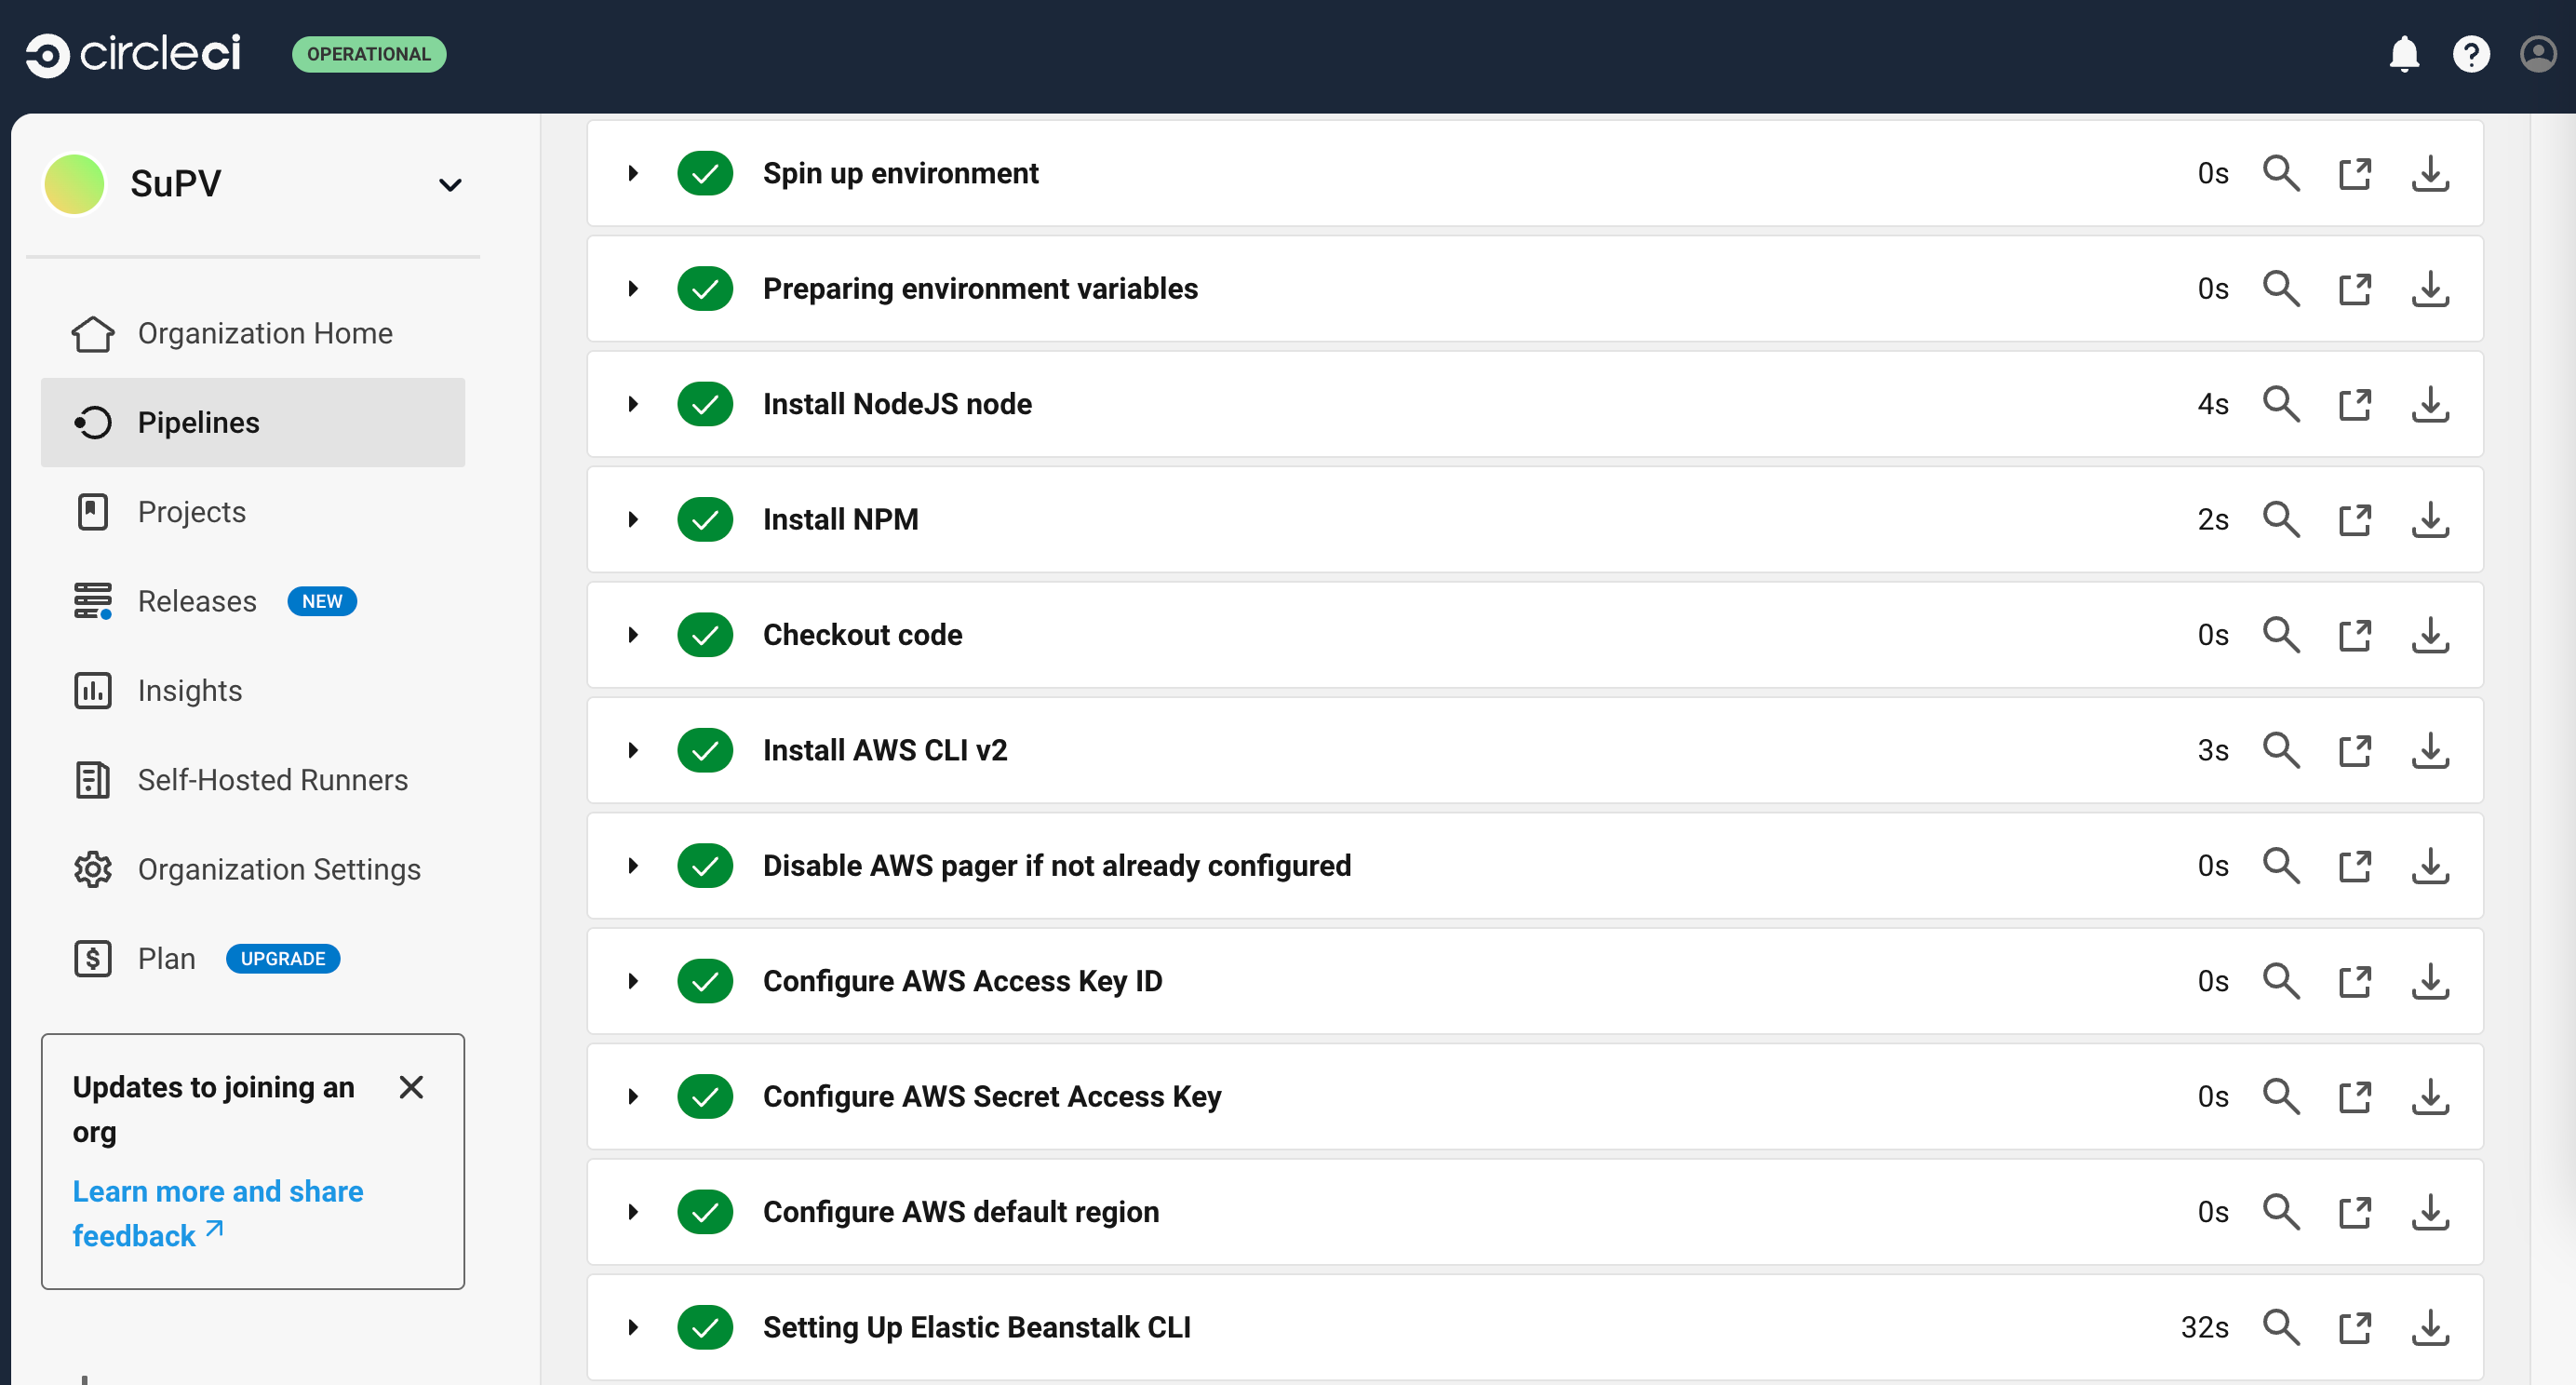 circleci
OPERATIONAL
SuPV
Organization Home
Pipelines
Projects
Releases NEW
Insights
Self-Hosted Runners
Organization Settings
Plan UPGRADE
Updates to joining an
org
Learn more and share
feedback
Spin up environment 0s
Preparing environment variables 0s
Install NodeJS node 4s
Install NPM 2s
Checkout code 0s
Install AWS CLI v2 3s
Disable AWS pager if not already configured 0s
Configure AWS Access Key ID 0s
Configure AWS Secret Access Key 0s
Configure AWS default region 0s
Setting Up Elastic Beanstalk CLI 32s